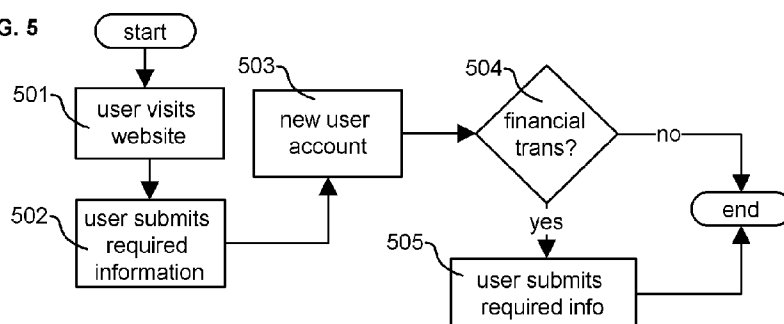 G. 5
start
501
user visits
website
502
user submits
required
information
503
new user
account
504
financial
trans?
no
yes
end
505
user submits
required info